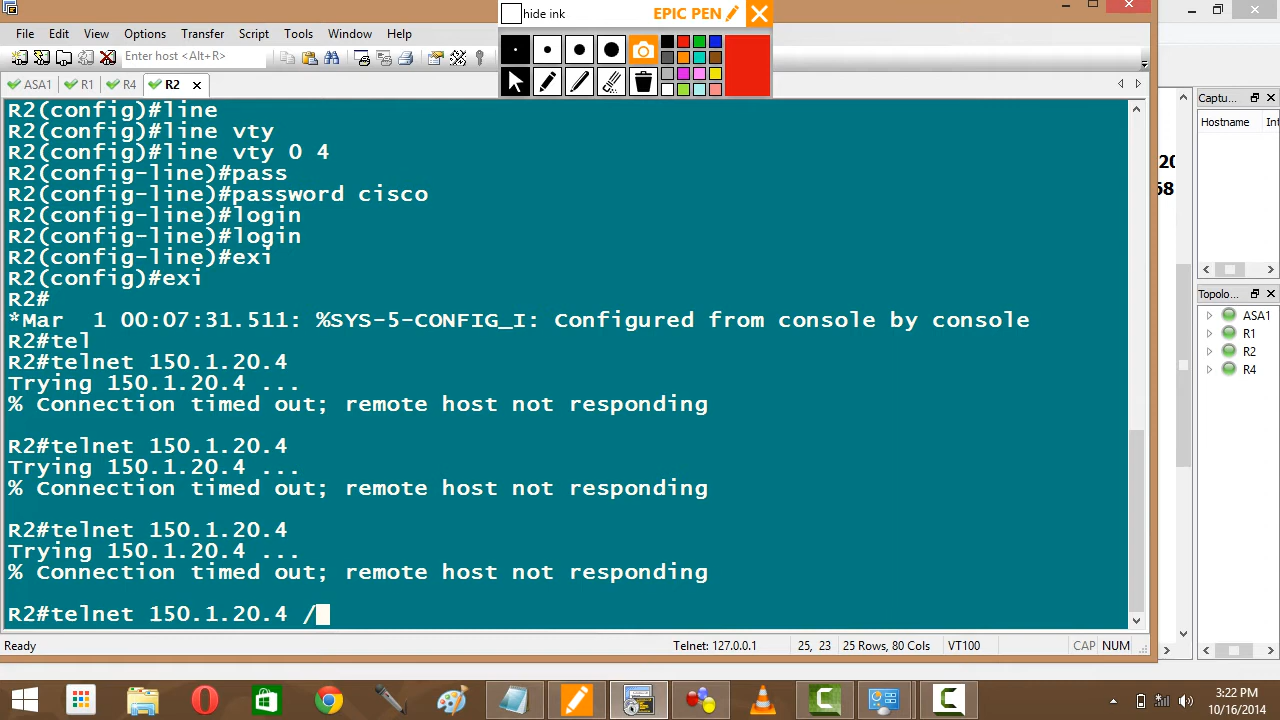 hide ink
EPIC PEN
File Edit View Options Transfer Script Tools Window Help
Enter host <Alt+R>
ASA1 R1 R4 R2
R2(config)#line
R2(config)#line vty
R2(config)#line vty 0 4
R2(config-line)#pass
R2(config-line)#password cisco
R2(config-line)#login
R2(config-line)#login
R2(config-line)#exi
R2(config)#exi
R2#
*Mar  1 00:07:31.511: %SYS-5-CONFIG_I: Configured from console by console
R2#tel
R2#telnet 150.1.20.4
Trying 150.1.20.4 ...
% Connection timed out; remote host not responding
R2#telnet 150.1.20.4
Trying 150.1.20.4 ...
% Connection timed out; remote host not responding
R2#telnet 150.1.20.4
Trying 150.1.20.4 ...
% Connection timed out; remote host not responding
R2#telnet 150.1.20.4 /
Ready
Telnet: 127.0.0.1 25, 23 25 Rows, 80 Cols VT100 CAP NUM
20
68
Captu...
Hostname Int
Topolo...
ASA1
R1
R2
R4
3:22 PM
10/16/2014